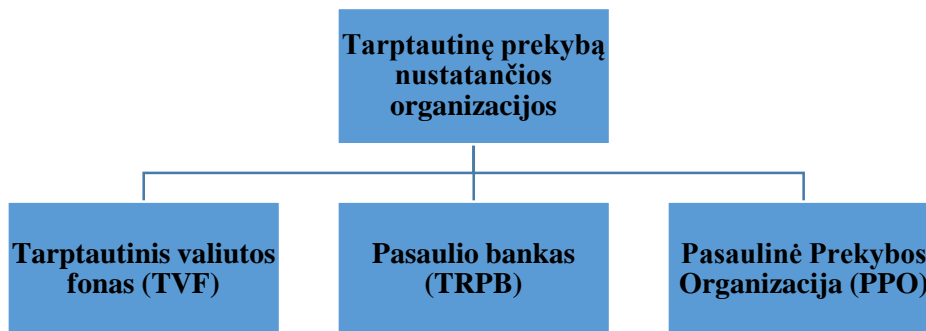 Tarptautinę prekybą
nustatančios
organizacijos
Tarptautinis valiutos
fonas (TVF)
Pasaulio bankas
(TRPB)
Pasaulinė Prekybos
Organizacija (PPO)